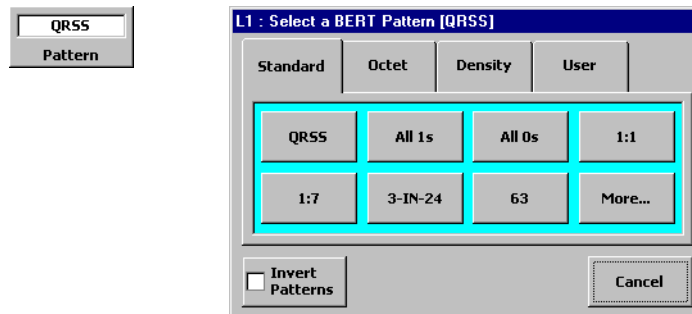 QRSS
Pattern
L1 : Select a BERT Pattern [QRSS]
Standard Octet Density User
QRSS All 1s All 0s 1:1
1:7 3-IN-24 63 More...
Invert
Patterns
Cancel